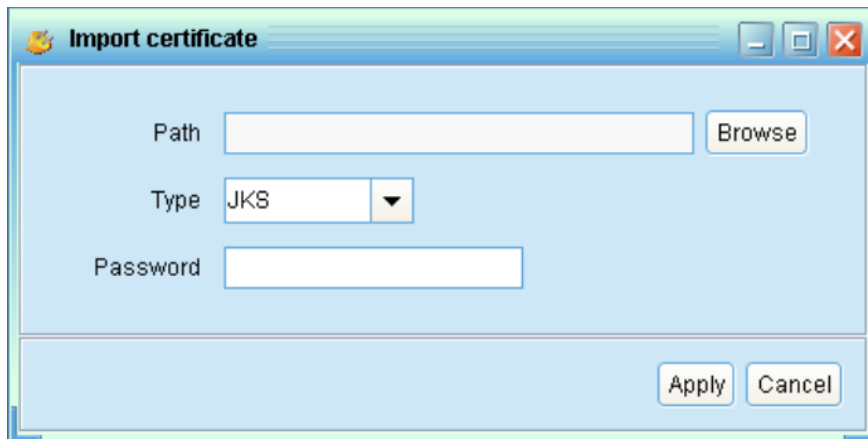 Import certificate
Path Browse
Type JKS
Password
Apply Cancel